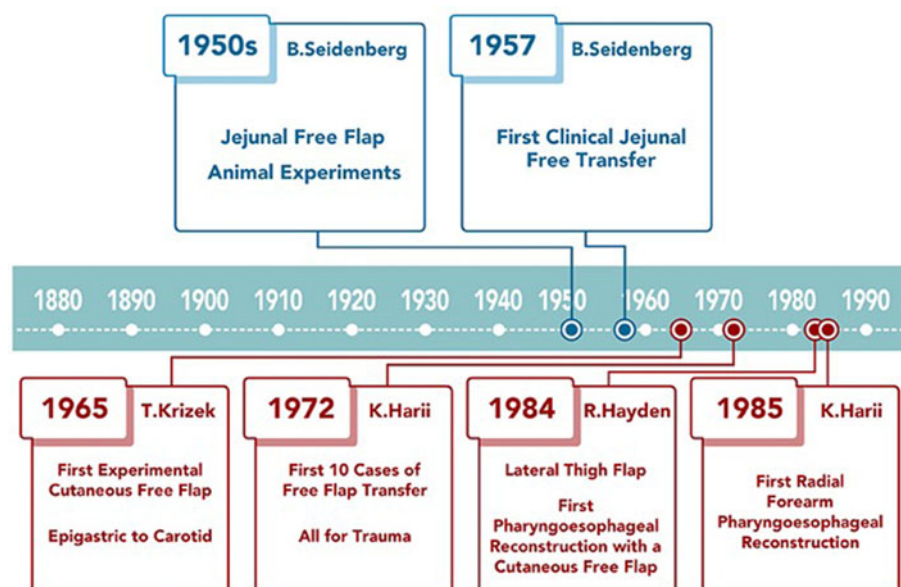 1950s B.Seidenberg
Jejunal Free Flap
Animal Experiments
1957 B.Seidenberg
First Clinical Jejunal
Free Transfer
1880 1890 1900 1910 1920 1930 1940 1950 1960 1970 1980 1990
1965 T.Krizek
First Experimental
Cutaneous Free Flap
Epigastric to Carotid
1972 K.Harii
First 10 Cases of
Free Flap Transfer
All for Trauma
1984 R.Hayden
Lateral Thigh Flap
First
Pharyngoesophageal
Reconstruction with a
Cutaneous Free Flap
1985 K.Harii
First Radial
Forearm
Pharyngoesophageal
Reconstruction